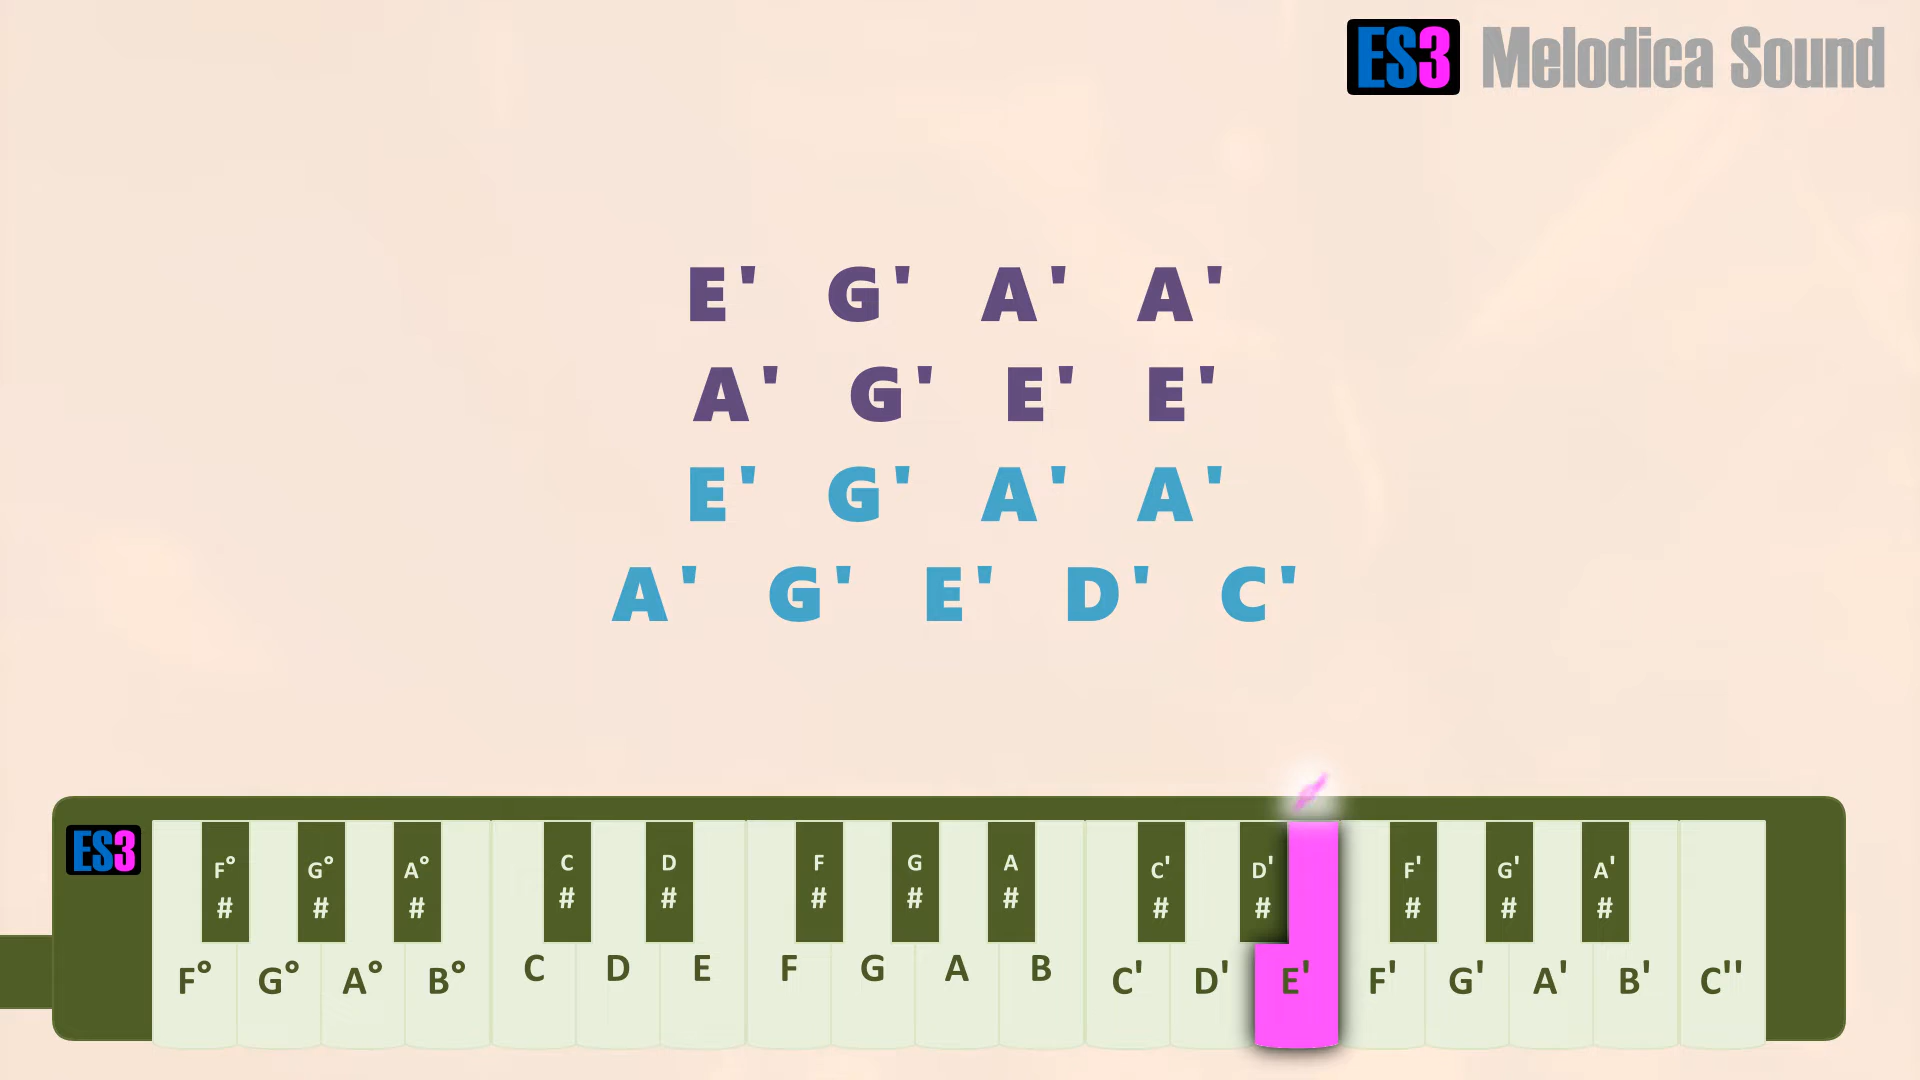 ES3 Melodica Sound
E' G' A' A'
A' G' E' E'
E' G' A' A'
A' G' E' D' C'
ES3
F° # G° # A° # C # D # F # G # A # C' # D' # F' # G' # A' #
F° G° A° B° C D E F G A B C' D' E' F' G' A' B' C''